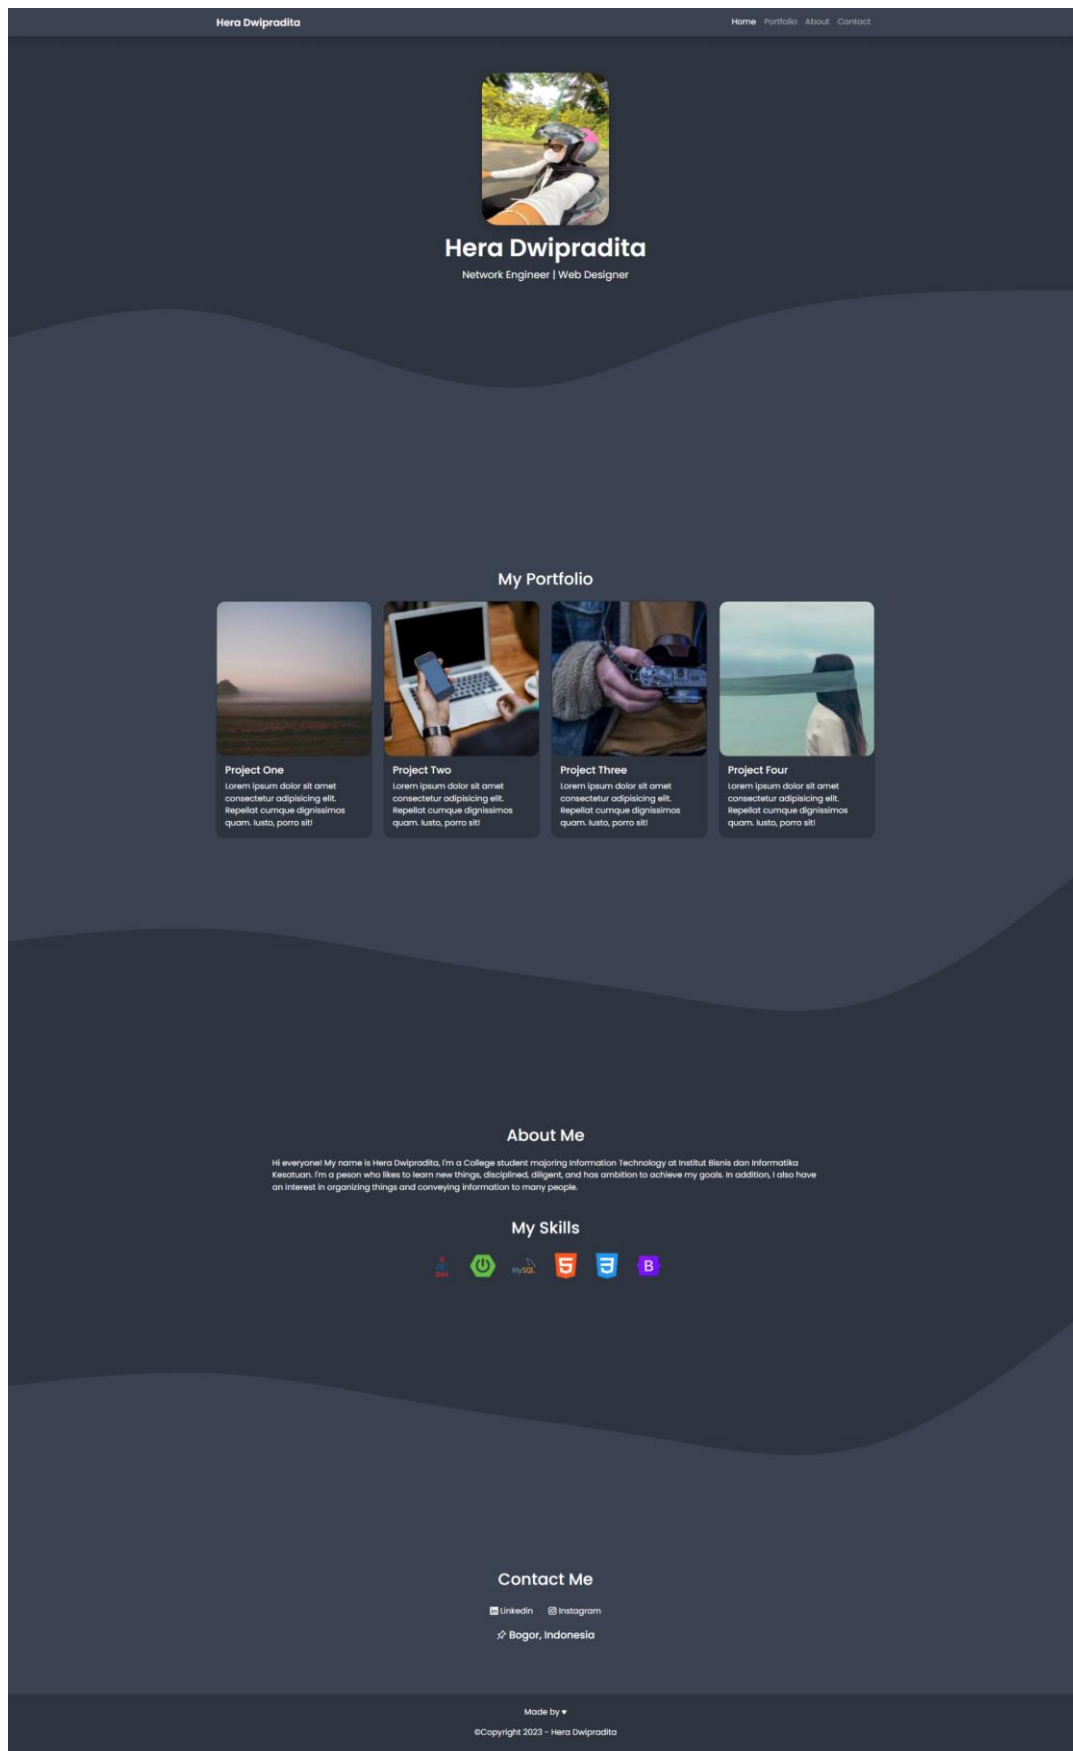 Hera Dwipradita
Home Portfolio About Contact
Hera Dwipradita
Network Engineer | Web Designer
My Portfolio
Project One
Lorem ipsum dolor sit amet
consectetur adipisicing elit.
Repellat cumque dignissimos
quam. Iusto, porro sit!
Project Two
Lorem ipsum dolor sit amet
consectetur adipisicing elit.
Repellat cumque dignissimos
quam. Iusto, porro sit!
Project Three
Lorem ipsum dolor sit amet
consectetur adipisicing elit.
Repellat cumque dignissimos
quam. Iusto, porro sit!
Project Four
Lorem ipsum dolor sit amet
consectetur adipisicing elit.
Repellat cumque dignissimos
quam. Iusto, porro sit!
About Me
Hi everyone! My name is Hera Dwipradita, I'm a College student majoring Information Technology at Institut Bisnis dan Informatika
Kesatuan. I'm a peson who likes to learn new things, disciplined, diligent, and has ambition to achieve my goals. In addition, I also have
an interest in organizing things and conveying information to many people.
My Skills
Java MySQL 5 3 B
Contact Me
Linkedin Instagram
Bogor, Indonesia
Made by ♥
©Copyright 2023 - Hera Dwipradita